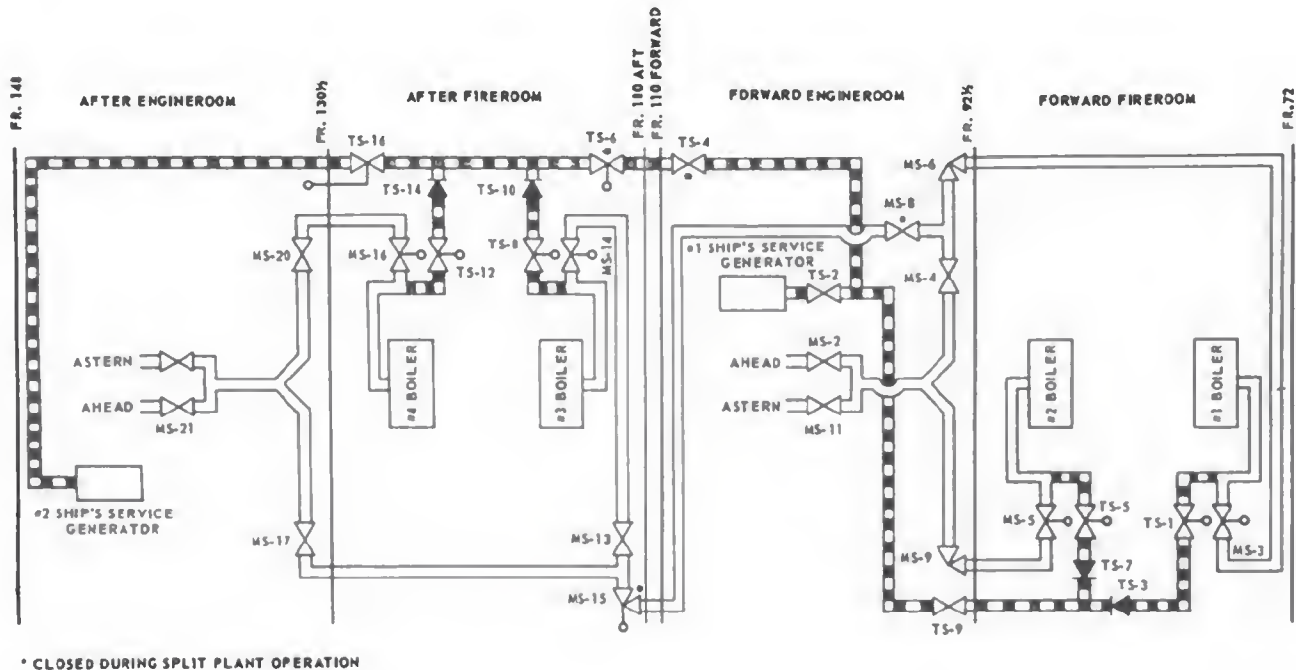 FR. 148
AFTER ENGINEROOM
FR. 130½
AFTER FIREROOM
FR. 110 AFT
FR. 110 FORWARD
FORWARD ENGINEROOM
FR. 92½
FORWARD FIREROOM
FR. 72
TS-16
TS-6
TS-4
MS-6
TS-14
TS-10
MS-8
MS-20
MS-16
TS-12
TS-8
MS-14
#1 SHIP'S SERVICE
GENERATOR
TS-2
MS-4
ASTERN
AHEAD
MS-21
#4 BOILER
#3 BOILER
AHEAD
MS-2
ASTERN
MS-11
#2 BOILER
#1 BOILER
#2 SHIP'S SERVICE
GENERATOR
MS-17
MS-13
MS-15
MS-9
MS-5
TS-5
TS-1
MS-3
TS-7
TS-3
TS-9
* CLOSED DURING SPLIT PLANT OPERATION